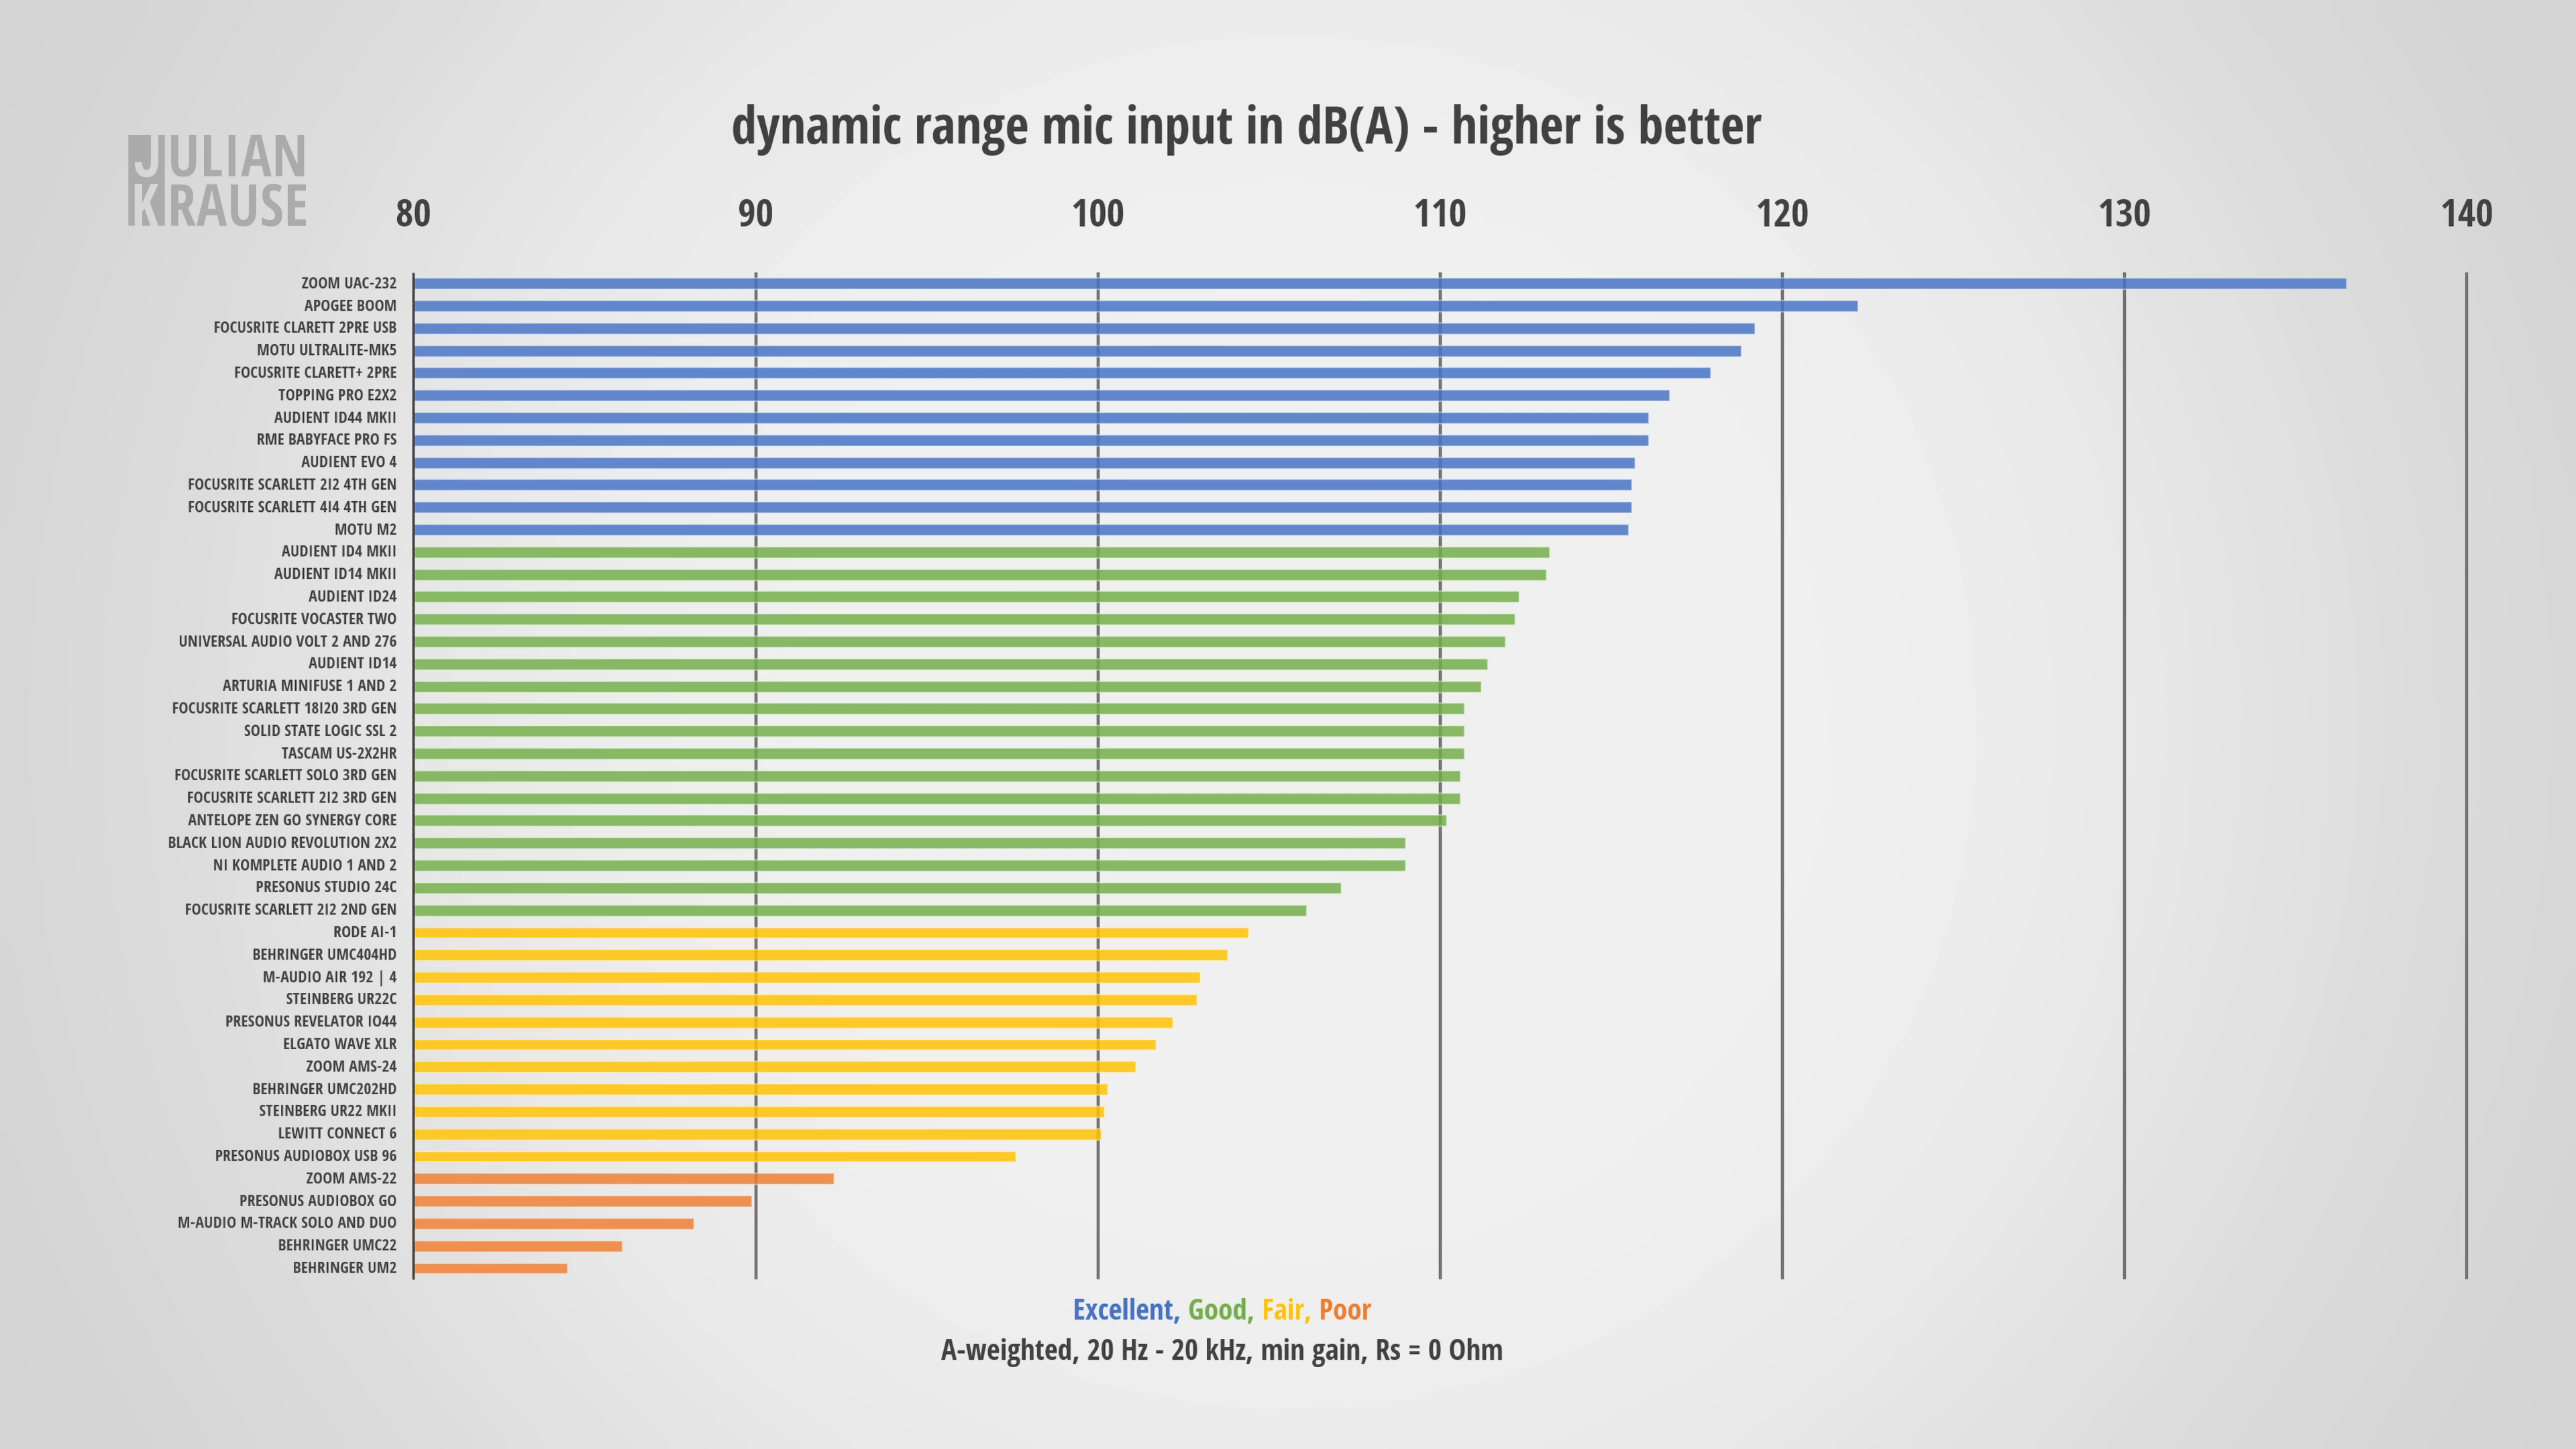 dynamic range mic input in dB(A) - higher is better
JULIAN
KRAUSE
80 90 100 110 120 130 140
ZOOM UAC-232
APOGEE BOOM
FOCUSRITE CLARETT 2PRE USB
MOTU ULTRALITE-MK5
FOCUSRITE CLARETT+ 2PRE
TOPPING PRO E2X2
AUDIENT ID44 MKII
RME BABYFACE PRO FS
AUDIENT EVO 4
FOCUSRITE SCARLETT 2I2 4TH GEN
FOCUSRITE SCARLETT 4I4 4TH GEN
MOTU M2
AUDIENT ID4 MKII
AUDIENT ID14 MKII
AUDIENT ID24
FOCUSRITE VOCASTER TWO
UNIVERSAL AUDIO VOLT 2 AND 276
AUDIENT ID14
ARTURIA MINIFUSE 1 AND 2
FOCUSRITE SCARLETT 18I20 3RD GEN
SOLID STATE LOGIC SSL 2
TASCAM US-2X2HR
FOCUSRITE SCARLETT SOLO 3RD GEN
FOCUSRITE SCARLETT 2I2 3RD GEN
ANTELOPE ZEN GO SYNERGY CORE
BLACK LION AUDIO REVOLUTION 2X2
NI KOMPLETE AUDIO 1 AND 2
PRESONUS STUDIO 24C
FOCUSRITE SCARLETT 2I2 2ND GEN
RODE AI-1
BEHRINGER UMC404HD
M-AUDIO AIR 192 | 4
STEINBERG UR22C
PRESONUS REVELATOR IO44
ELGATO WAVE XLR
ZOOM AMS-24
BEHRINGER UMC202HD
STEINBERG UR22 MKII
LEWITT CONNECT 6
PRESONUS AUDIOBOX USB 96
ZOOM AMS-22
PRESONUS AUDIOBOX GO
M-AUDIO M-TRACK SOLO AND DUO
BEHRINGER UMC22
BEHRINGER UM2
Excellent, Good, Fair, Poor
A-weighted, 20 Hz - 20 kHz, min gain, Rs = 0 Ohm